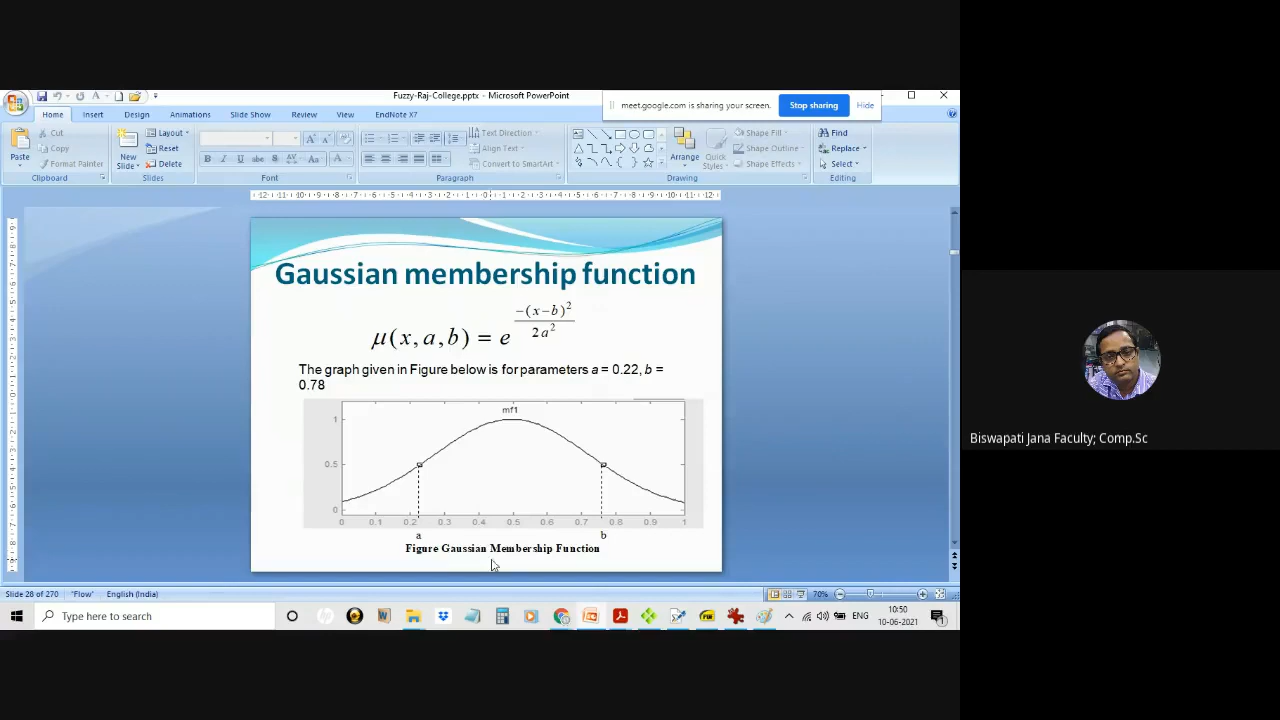 Fuzzy-Raj-College.pptx - Microsoft PowerPoint
meet.google.com is sharing your screen. Stop sharing Hide
Home Insert Design Animations Slide Show Review View EndNote X7
Paste Cut Copy Format Painter
Clipboard
New Slide Layout Reset Delete
Slides
Font
Text Direction Align Text Convert to SmartArt
Paragraph
Arrange Quick Styles Shape Fill Shape Outline Shape Effects
Drawing
Find Replace Select
Editing
Gaussian membership function
μ(x, a, b) = e^(-(x-b)^2 / 2a^2)
The graph given in Figure below is for parameters a = 0.22, b =
0.78
mf1
1
0.5
0
0 0.1 0.2 0.3 0.4 0.5 0.6 0.7 0.8 0.9 1
a b
Figure Gaussian Membership Function
Biswapati Jana Faculty; Comp.Sc
Slide 28 of 270 "Flow" English (India) 70%
Type here to search
ENG
10:50
10-06-2021